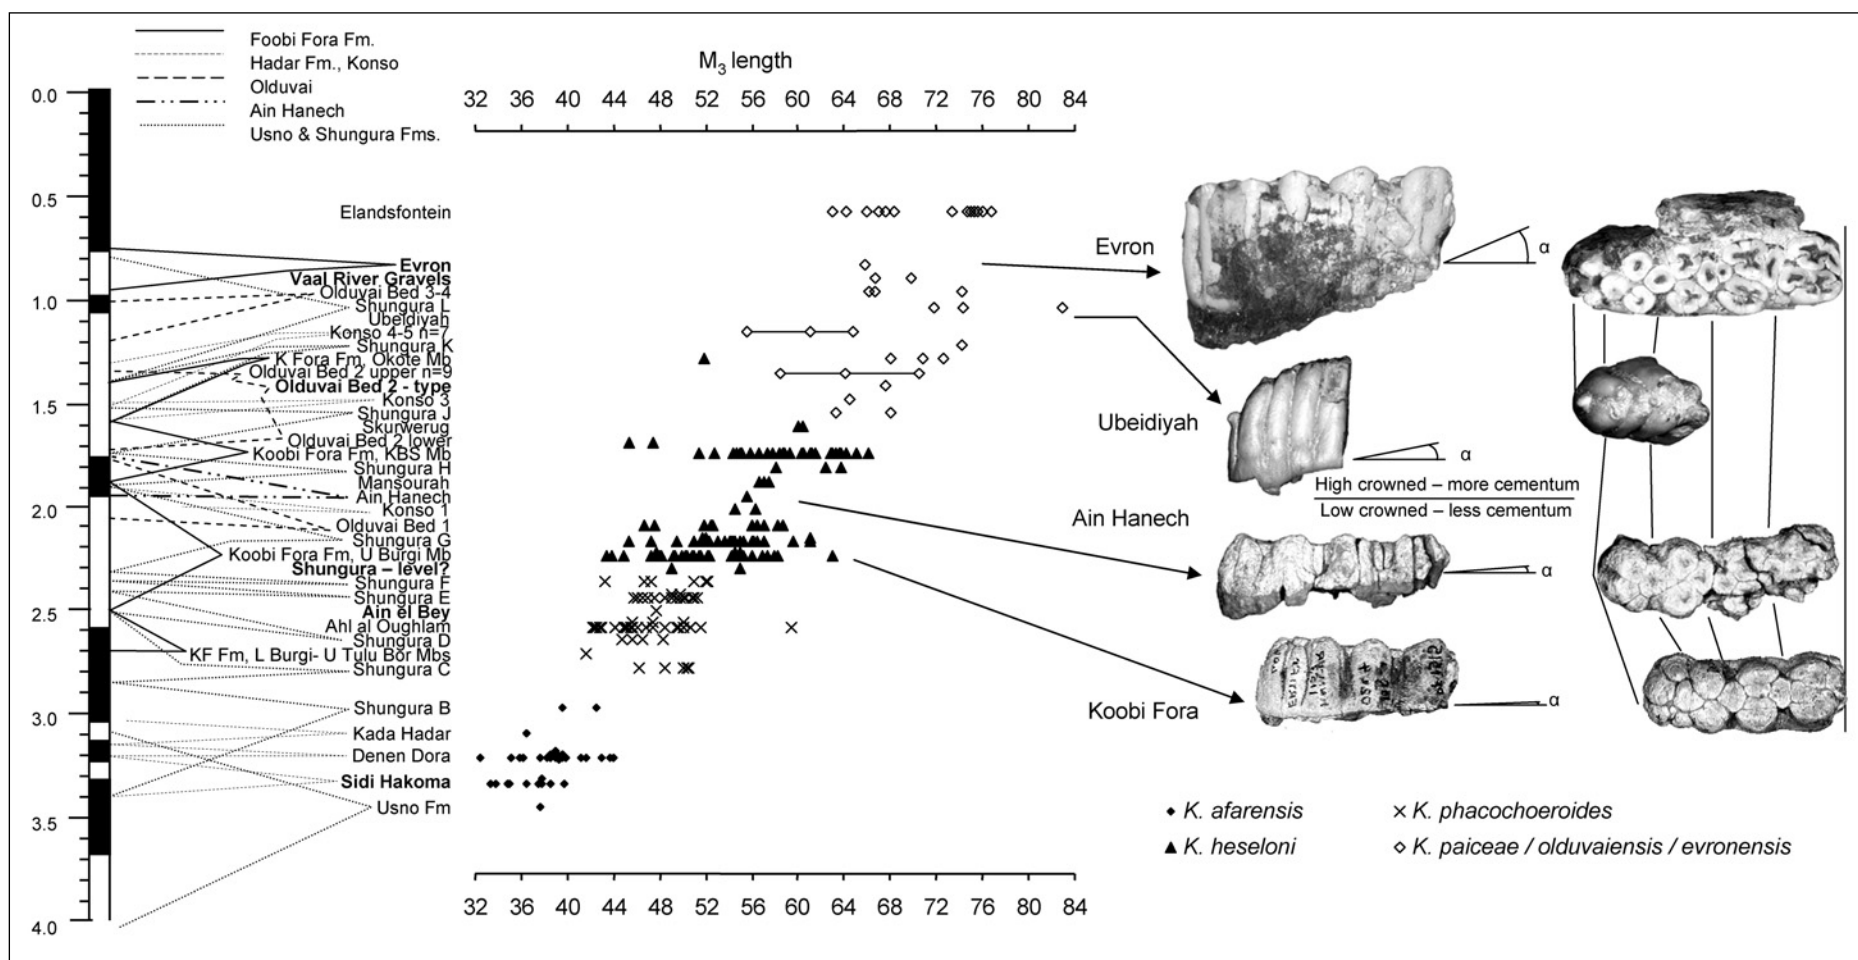 Foobi Fora Fm.
Hadar Fm., Konso
Olduvai
Ain Hanech
Usno & Shungura Fms.
M3 length
32 36 40 44 48 52 56 60 64 68 72 76 80 84
0.0
0.5
1.0
1.5
2.0
2.5
3.0
3.5
4.0
Elandsfontein
Evron
Vaal River Gravels
Olduvai Bed 3-4
Shungura L
Ubeidiyah
Konso 4-5 n=7
Shungura K
K Fora Fm, Okote Mb
Olduvai Bed 2 upper n=9
Olduvai Bed 2 - type
Konso 3
Shungura J
Skurwerug
Olduvai Bed 2 lower
Koobi Fora Fm, KBS Mb
Shungura H
Mansourah
Ain Hanech
Konso 1
Olduvai Bed 1
Shungura G
Koobi Fora Fm, U Burgi Mb
Shungura – level?
Shungura F
Shungura E
Ain el Bey
Ahl al Oughlam
Shungura D
KF Fm, L Burgi- U Tulu Bor Mbs
Shungura C
Shungura B
Kada Hadar
Denen Dora
Sidi Hakoma
Usno Fm
32 36 40 44 48 52 56 60 64 68 72 76 80 84
Evron
α
Ubeidiyah
α
High crowned – more cementum
Low crowned – less cementum
Ain Hanech
α
Koobi Fora
α
K. afarensis
K. phacochoeroides
K. heseloni
K. paiceae / olduvaiensis / evronensis